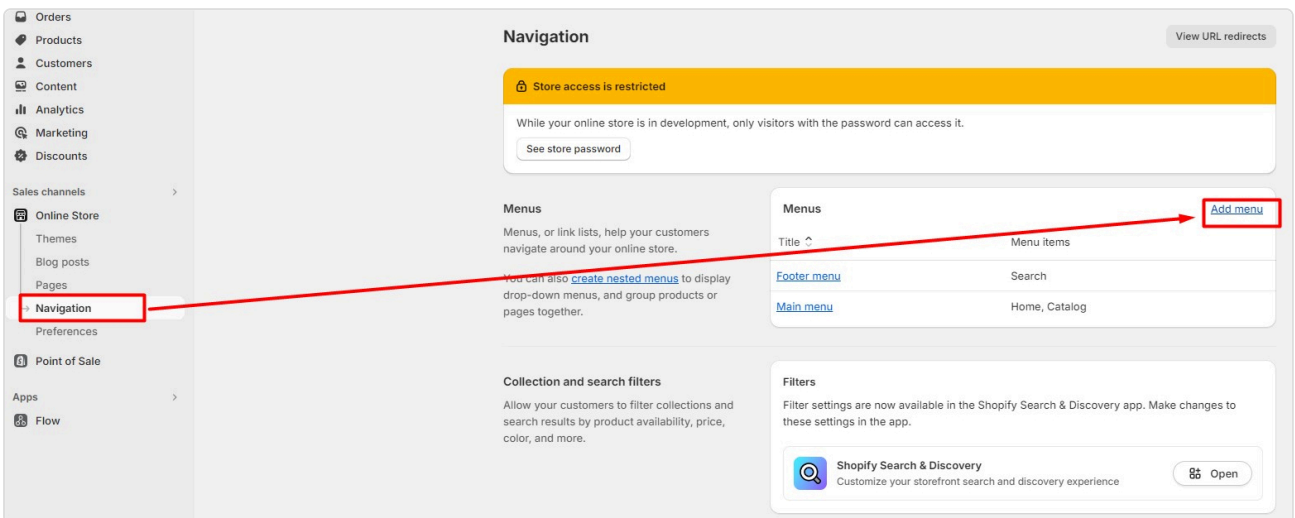 Orders
Products
Customers
Content
Analytics
Marketing
Discounts
Sales channels
Online Store
Themes
Blog posts
Pages
Navigation
Preferences
Point of Sale
Apps
Flow
Navigation
View URL redirects
Store access is restricted
While your online store is in development, only visitors with the password can access it.
See store password
Menus
Menus, or link lists, help your customers
navigate around your online store.
You can also create nested menus to display
drop-down menus, and group products or
pages together.
Menus
Add menu
Title
Menu items
Footer menu
Search
Main menu
Home, Catalog
Collection and search filters
Allow your customers to filter collections and
search results by product availability, price,
color, and more.
Filters
Filter settings are now available in the Shopify Search & Discovery app. Make changes to
these settings in the app.
Shopify Search & Discovery
Customize your storefront search and discovery experience
Open